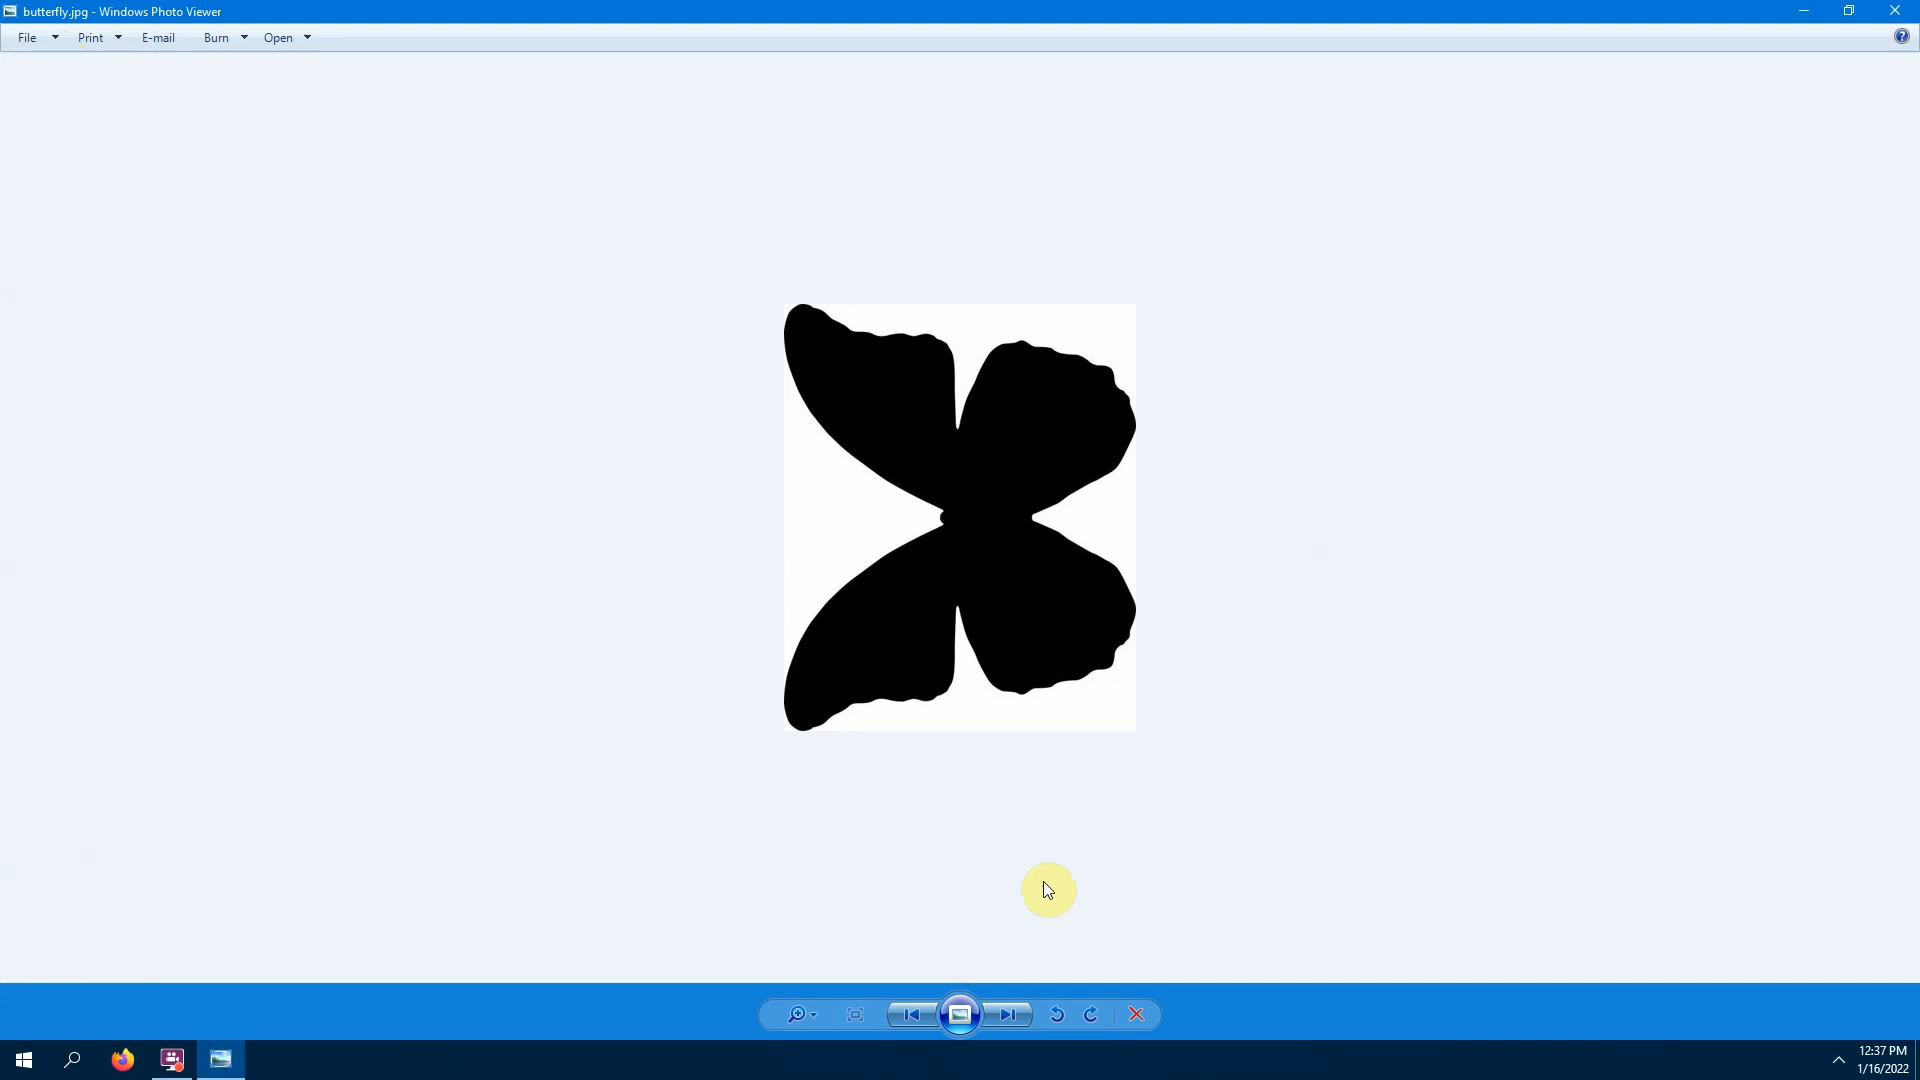 butterfly.jpg - Windows Photo Viewer
File Print E-mail Burn Open
12:37 PM
1/16/2022